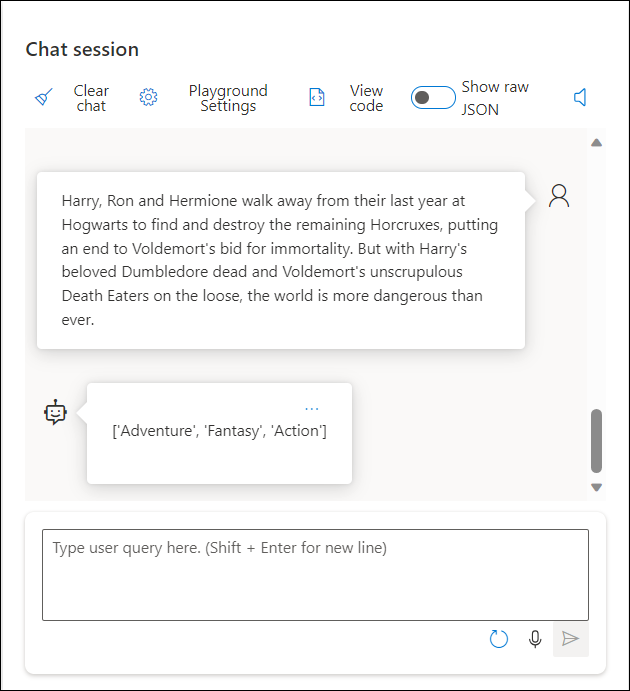 Chat session
Clear
chat
Playground
Settings
View
code
Show raw
JSON
Harry, Ron and Hermione walk away from their last year at
Hogwarts to find and destroy the remaining Horcruxes, putting
an end to Voldemort's bid for immortality. But with Harry's
beloved Dumbledore dead and Voldemort's unscrupulous
Death Eaters on the loose, the world is more dangerous than
ever.
...
['Adventure', 'Fantasy', 'Action']
Type user query here. (Shift + Enter for new line)